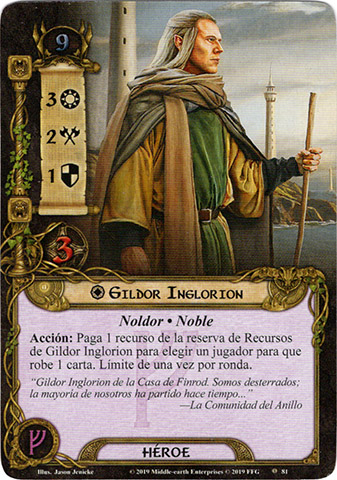 9
3
2
1
3
Gildor Inglorion
Noldor • Noble
Acción: Paga 1 recurso de la reserva de Recursos
de Gildor Inglorion para elegir un jugador para que
robe 1 carta. Límite de una vez por ronda.
“Gildor Inglorion de la Casa de Finrod. Somos desterrados;
la mayoría de nosotros ha partido hace tiempo...”
—La Comunidad del Anillo
HÉROE
Illus. Jason Jenicke
© 2019 Middle-earth Enterprises © 2019 FFG
81